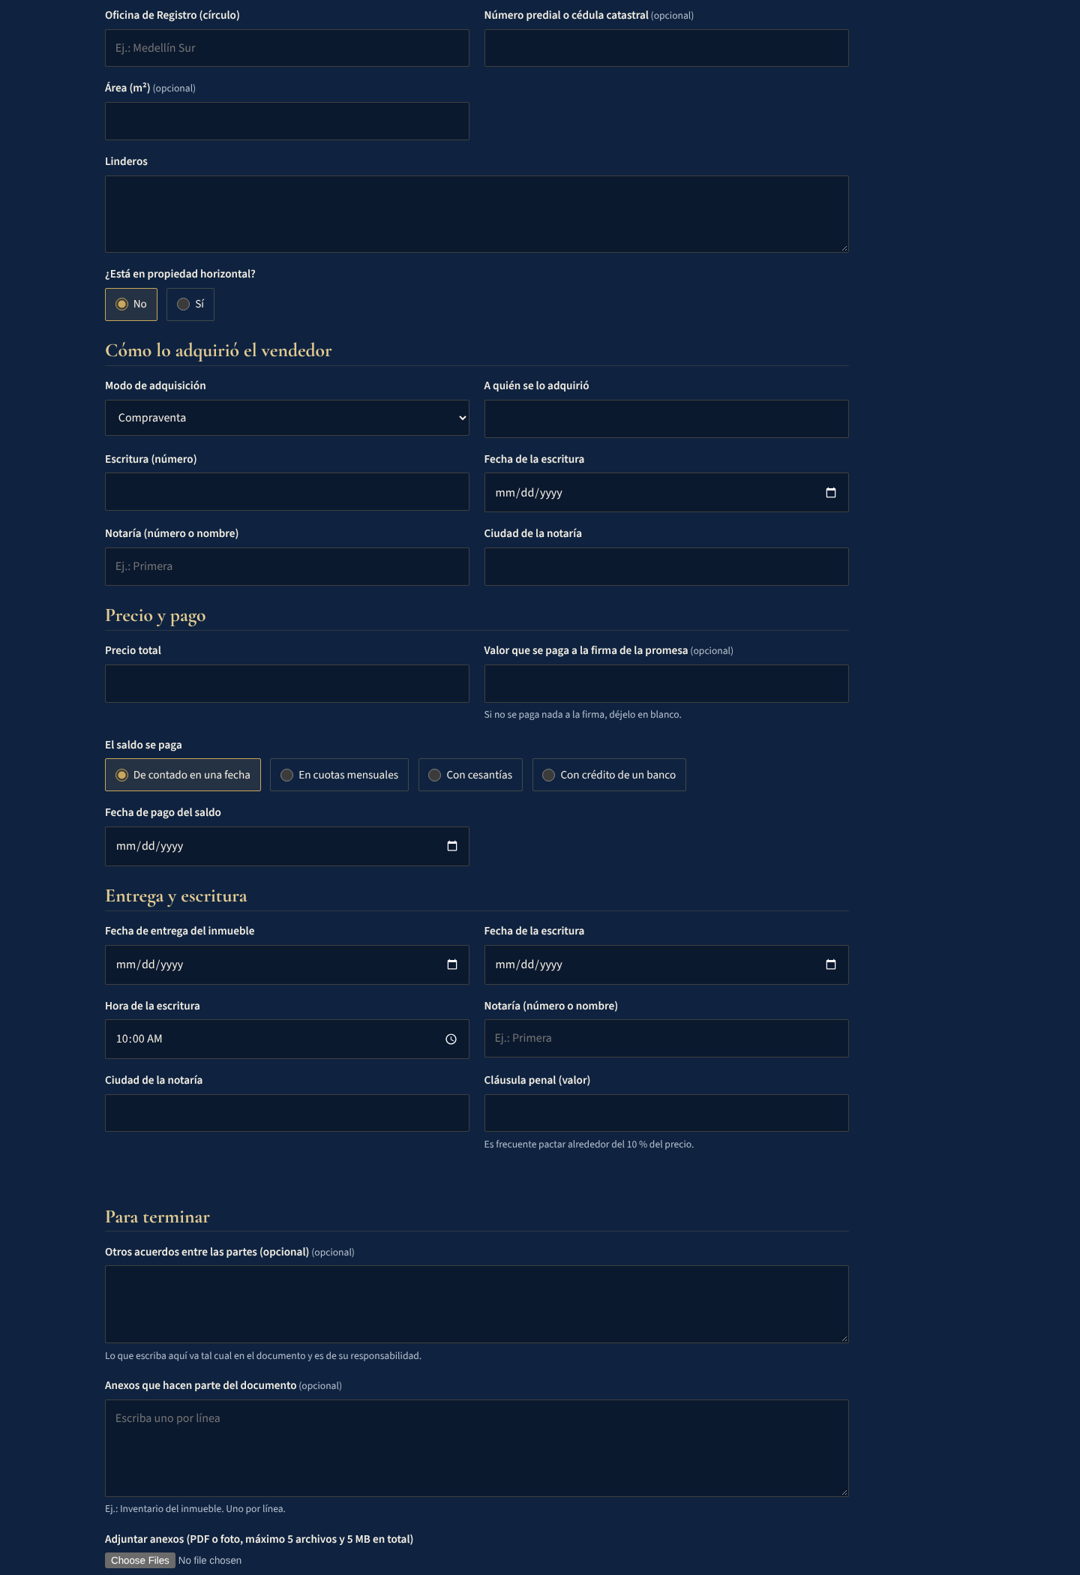 Oficina de Registro (círculo)
Número predial o cédula catastral (opcional)
Ej.: Medellín Sur
Área (m²) (opcional)
Linderos
¿Está en propiedad horizontal?
No
Sí
Cómo lo adquirió el vendedor
Modo de adquisición
A quién se lo adquirió
Compraventa
Escritura (número)
Fecha de la escritura
mm/dd/yyyy
Notaría (número o nombre)
Ciudad de la notaría
Ej.: Primera
Precio y pago
Precio total
Valor que se paga a la firma de la promesa (opcional)
Si no se paga nada a la firma, déjelo en blanco.
El saldo se paga
De contado en una fecha
En cuotas mensuales
Con cesantías
Con crédito de un banco
Fecha de pago del saldo
mm/dd/yyyy
Entrega y escritura
Fecha de entrega del inmueble
Fecha de la escritura
mm/dd/yyyy
mm/dd/yyyy
Hora de la escritura
Notaría (número o nombre)
10:00 AM
Ej.: Primera
Ciudad de la notaría
Cláusula penal (valor)
Es frecuente pactar alrededor del 10 % del precio.
Para terminar
Otros acuerdos entre las partes (opcional) (opcional)
Lo que escriba aquí va tal cual en el documento y es de su responsabilidad.
Anexos que hacen parte del documento (opcional)
Escriba uno por línea
Ej.: Inventario del inmueble. Uno por línea.
Adjuntar anexos (PDF o foto, máximo 5 archivos y 5 MB en total)
Choose Files No file chosen